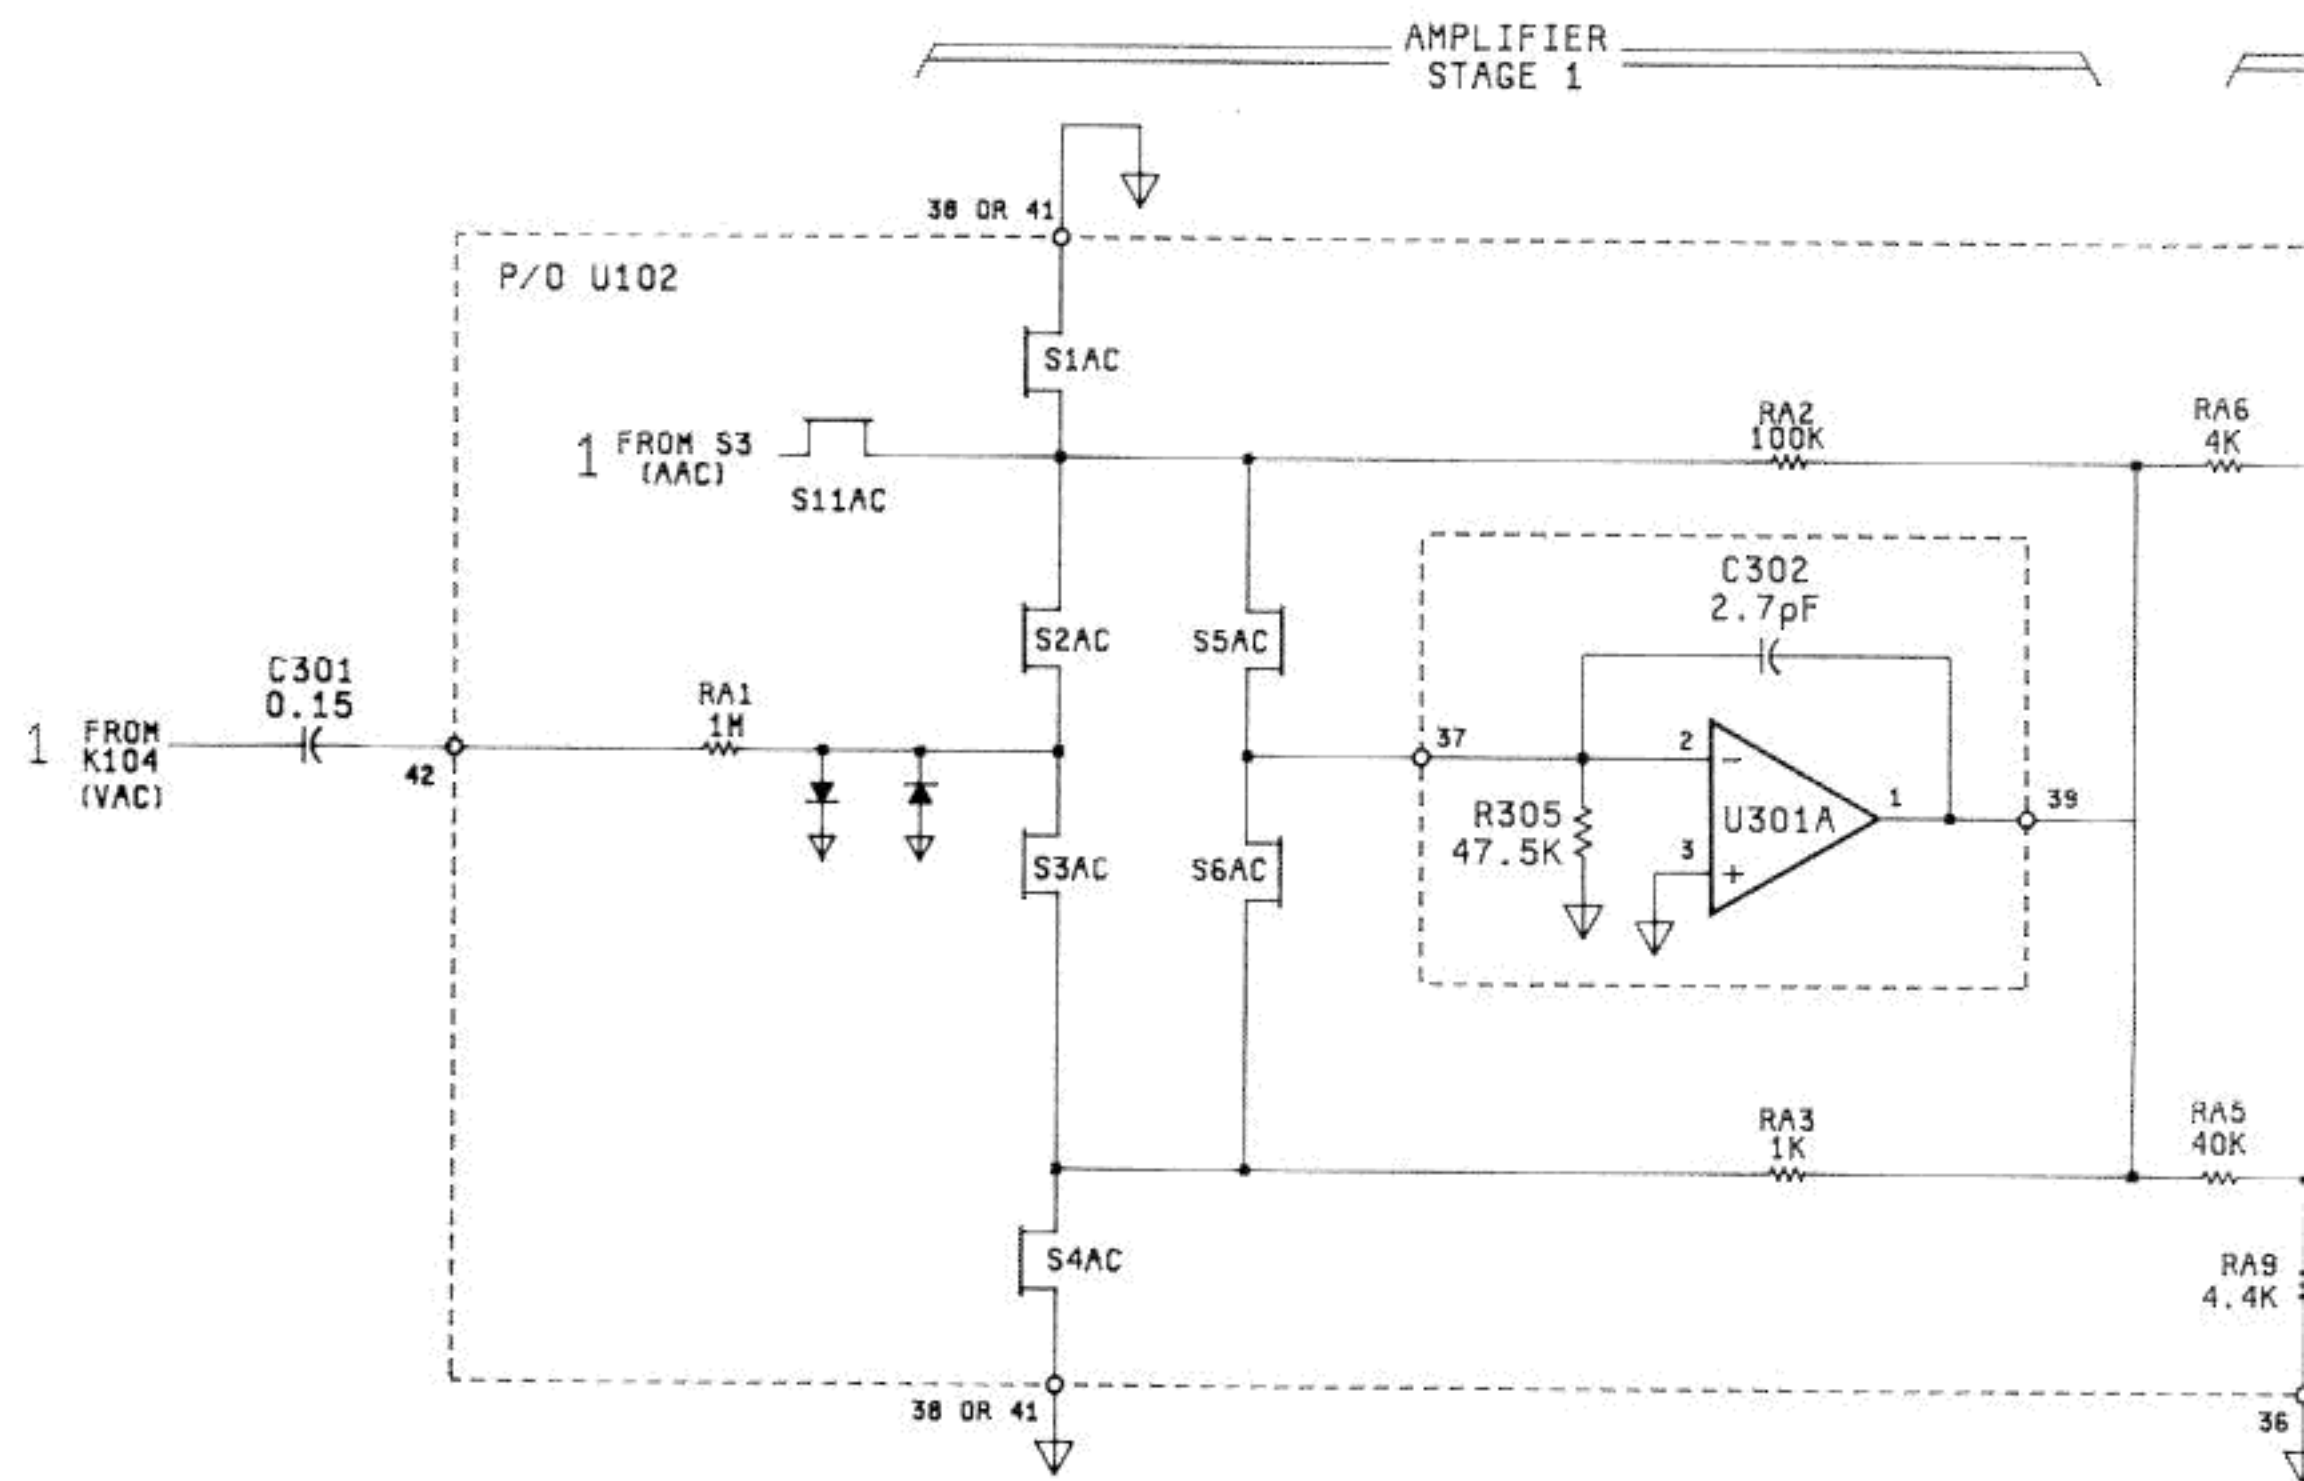 AMPLIFIER
STAGE 1
38 OR 41
P/O U102
S1AC
1 FROM S3
(AAC)
S11AC
RA2
100K
RA6
4K
C302
2.7pF
S2AC
S5AC
C301
0.15
RA1
1M
1 FROM
K104
(VAC)
42
37
2
-
U301A
1
39
R305
47.5K
3
+
S3AC
S6AC
RA3
1K
RA5
40K
S4AC
RA9
4.4K
38 OR 41
36